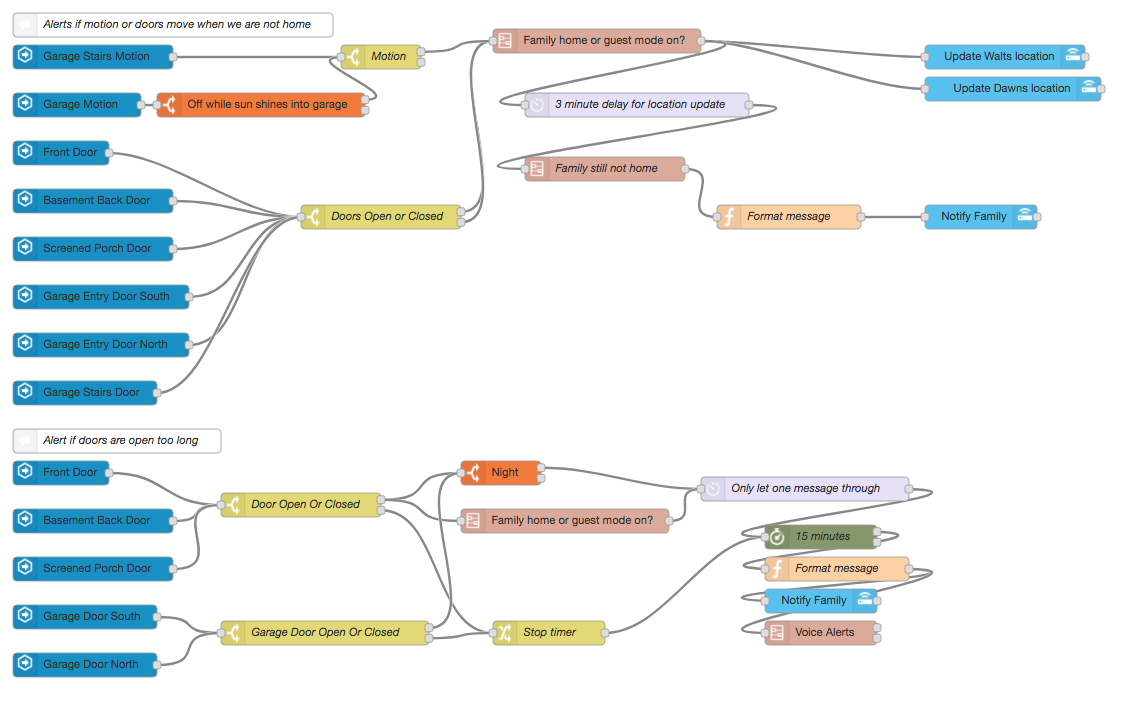 Alerts if motion or doors move when we are not home
Garage Stairs Motion
Motion
Family home or guest mode on?
Update Walts location
Update Dawns location
Garage Motion
Off while sun shines into garage
3 minute delay for location update
Front Door
Family still not home
Basement Back Door
Doors Open or Closed
Format message
Notify Family
Screened Porch Door
Garage Entry Door South
Garage Entry Door North
Garage Stairs Door
Alert if doors are open too long
Front Door
Night
Only let one message through
Door Open Or Closed
Basement Back Door
Family home or guest mode on?
15 minutes
Screened Porch Door
Format message
Notify Family
Garage Door South
Garage Door Open Or Closed
Stop timer
Voice Alerts
Garage Door North